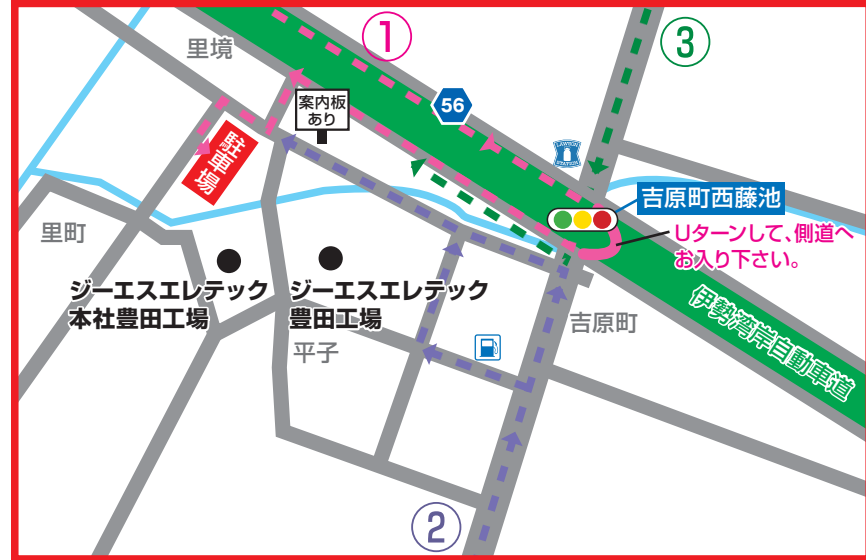 ①
③
里境
56
案内板
あり
LAWSON
STATION
駐車場
吉原町西藤池
Uターンして、側道へ
お入り下さい。
里町
ジーエスエレテック
本社豊田工場
ジーエスエレテック
豊田工場
吉原町
伊勢湾岸自動車道
平子
②